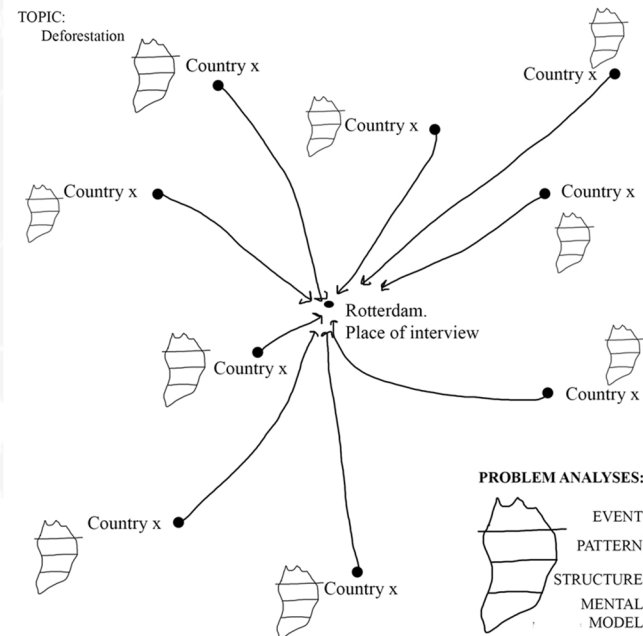 TOPIC:
Deforestation
Country x
Country x
Country x
Country x
Country x
Rotterdam.
Place of interview
Country x
Country x
Country x
Country x
PROBLEM ANALYSES:
EVENT
PATTERN
STRUCTURE
MENTAL
MODEL